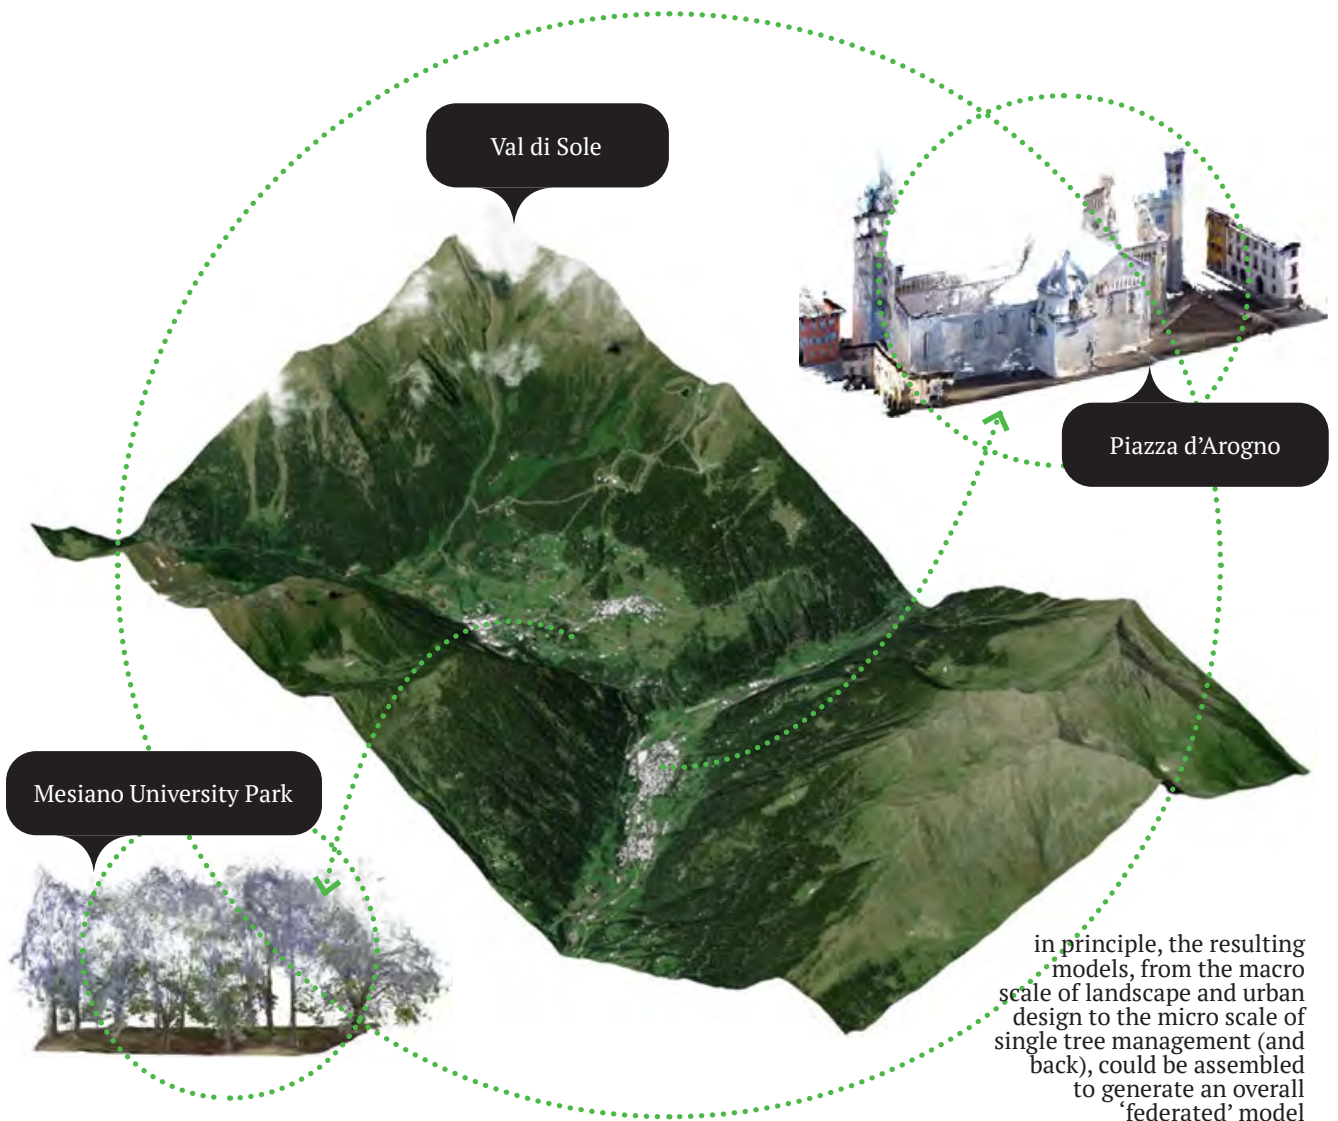 Val di Sole
Piazza d’Arogno
Mesiano University Park
in principle, the resulting
models, from the macro
scale of landscape and urban
design to the micro scale of
single tree management (and
back), could be assembled
to generate an overall
‘federated’ model